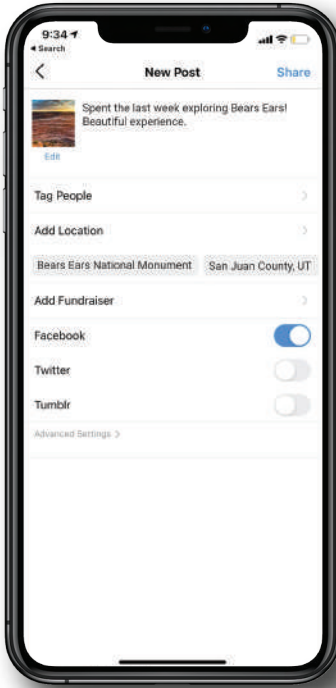 9:34
Search
New Post
Share
Spent the last week exploring Bears Ears!
Beautiful experience.
Edit
Tag People
Add Location
Bears Ears National Monument
San Juan County, UT
Add Fundraiser
Facebook
Twitter
Tumblr
Advanced Settings